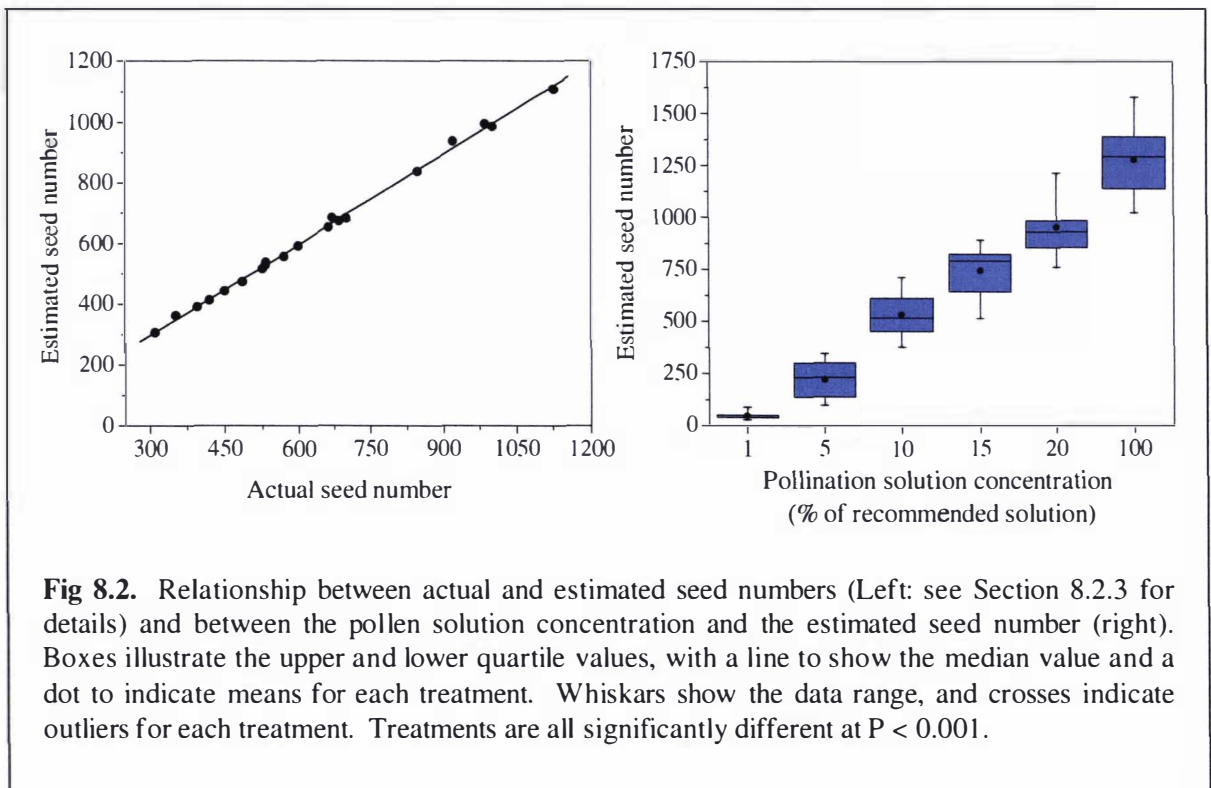 1200
1000
800
600
400
200
0
Estimated seed number
300 450 600 750 900 1050 1200
Actual seed number
1750
1500
1250
1000
750
500
250
0
Estimated seed number
1 5 10 15 20 100
Pollination solution concentration
(% of recommended solution)
Fig 8.2. Relationship between actual and estimated seed numbers (Left: see Section 8.2.3 for
details) and between the pollen solution concentration and the estimated seed number (right).
Boxes illustrate the upper and lower quartile values, with a line to show the median value and a
dot to indicate means for each treatment. Whiskars show the data range, and crosses indicate
outliers for each treatment. Treatments are all significantly different at P < 0.001.